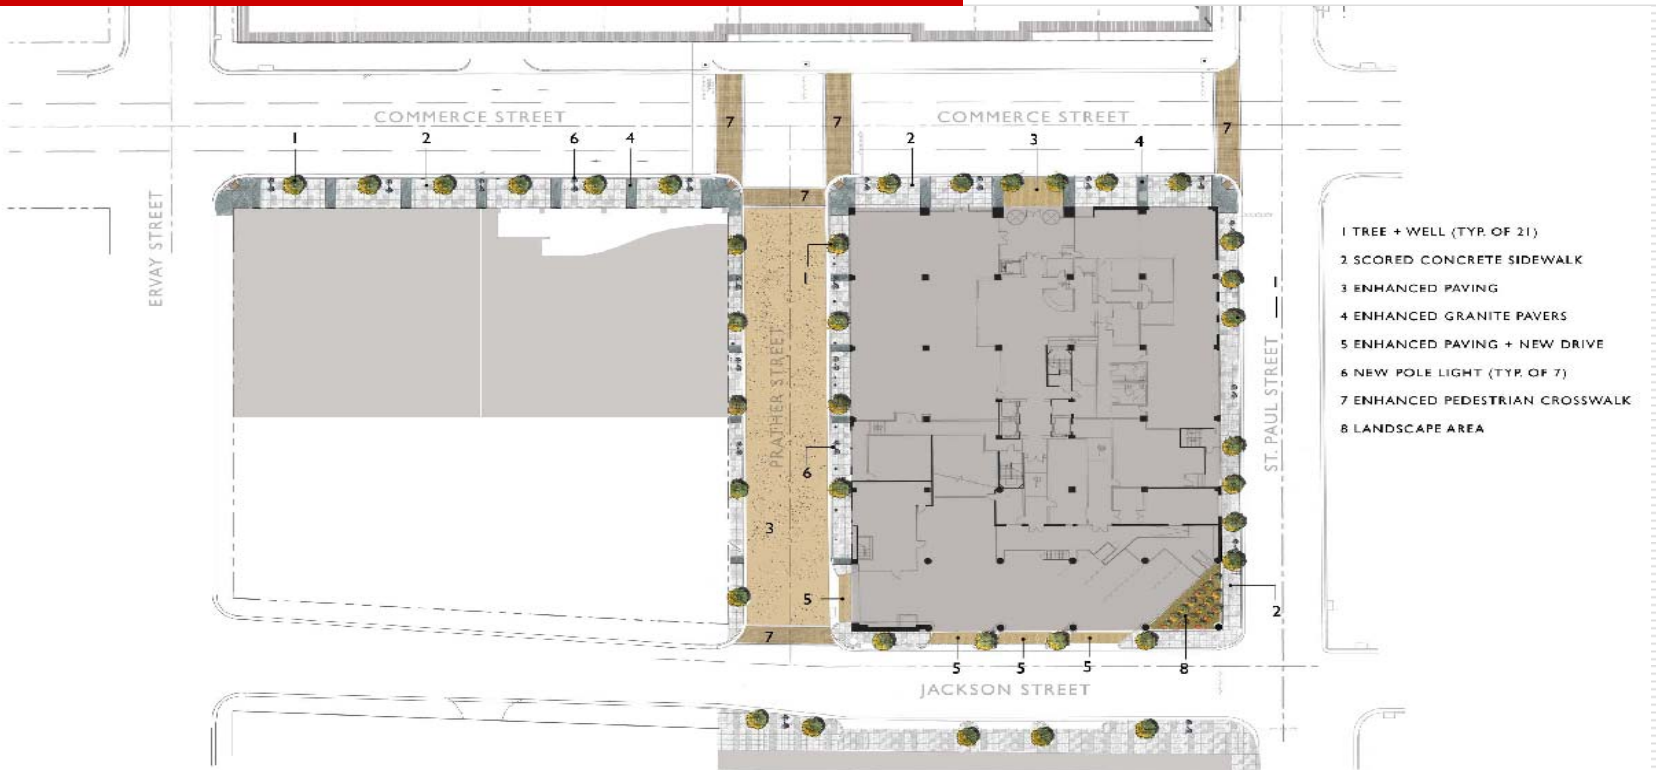 COMMERCE STREET
COMMERCE STREET
7
7
7
1
2
6
4
2
3
4
7
ERVAY STREET
1
PRATHER STREET
6
3
5
7
1
ST. PAUL STREET
2
5
5
5
8
JACKSON STREET
1 TREE + WELL (TYP. OF 21)
2 SCORED CONCRETE SIDEWALK
3 ENHANCED PAVING
4 ENHANCED GRANITE PAVERS
5 ENHANCED PAVING + NEW DRIVE
6 NEW POLE LIGHT (TYP. OF 7)
7 ENHANCED PEDESTRIAN CROSSWALK
8 LANDSCAPE AREA